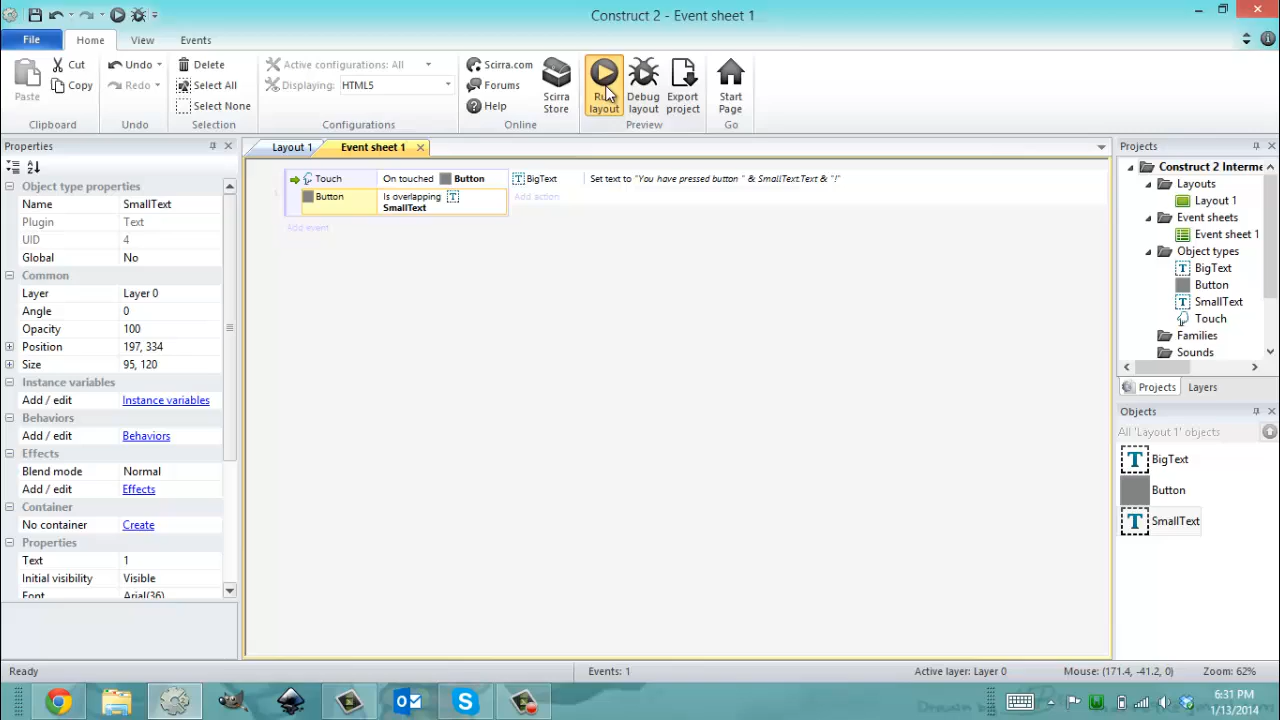 Construct 2 - Event sheet 1
File Home View Events
Paste
Cut
Copy
Clipboard
Undo
Redo
Undo
Delete
Select All
Select None
Selection
Active configurations: All
Displaying: HTML5
Configurations
Scirra.com
Forums
Help
Online
Scirra
Store
Run
layout
Debug
layout
Export
project
Preview
Start
Page
Go
Properties
Object type properties
Name SmallText
Plugin Text
UID 4
Global No
Common
Layer Layer 0
Angle 0
Opacity 100
Position 197, 334
Size 95, 120
Instance variables
Add / edit Instance variables
Behaviors
Add / edit Behaviors
Effects
Blend mode Normal
Add / edit Effects
Container
No container Create
Properties
Text 1
Initial visibility Visible
Font Arial(36)
Layout 1
Event sheet 1
Touch On touched Button
Button Is overlapping T
SmallText
T BigText Set text to "You have pressed button " & SmallText.Text & "!"
Add action
Add event
Projects
Construct 2 Interme
Layouts
Layout 1
Event sheets
Event sheet 1
Object types
T BigText
Button
T SmallText
Touch
Families
Sounds
Projects Layers
Objects
All 'Layout 1' objects
T BigText
Button
T SmallText
Ready Events: 1 Active layer: Layer 0 Mouse: (171.4, -41.2, 0) Zoom: 62%
6:31 PM
1/13/2014